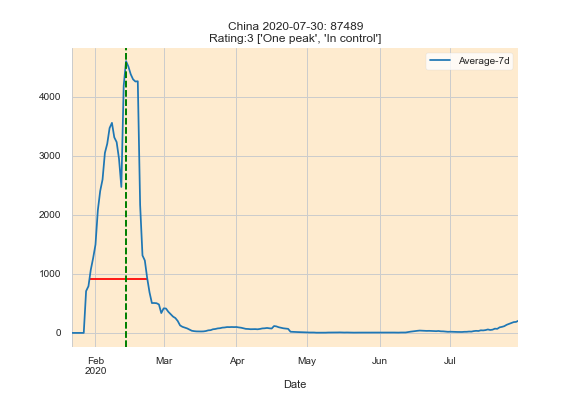 China 2020-07-30: 87489
Rating:3 ['One peak', 'In control']
Average-7d
4000
3000
2000
1000
0
Feb Mar Apr May Jun Jul
2020
Date